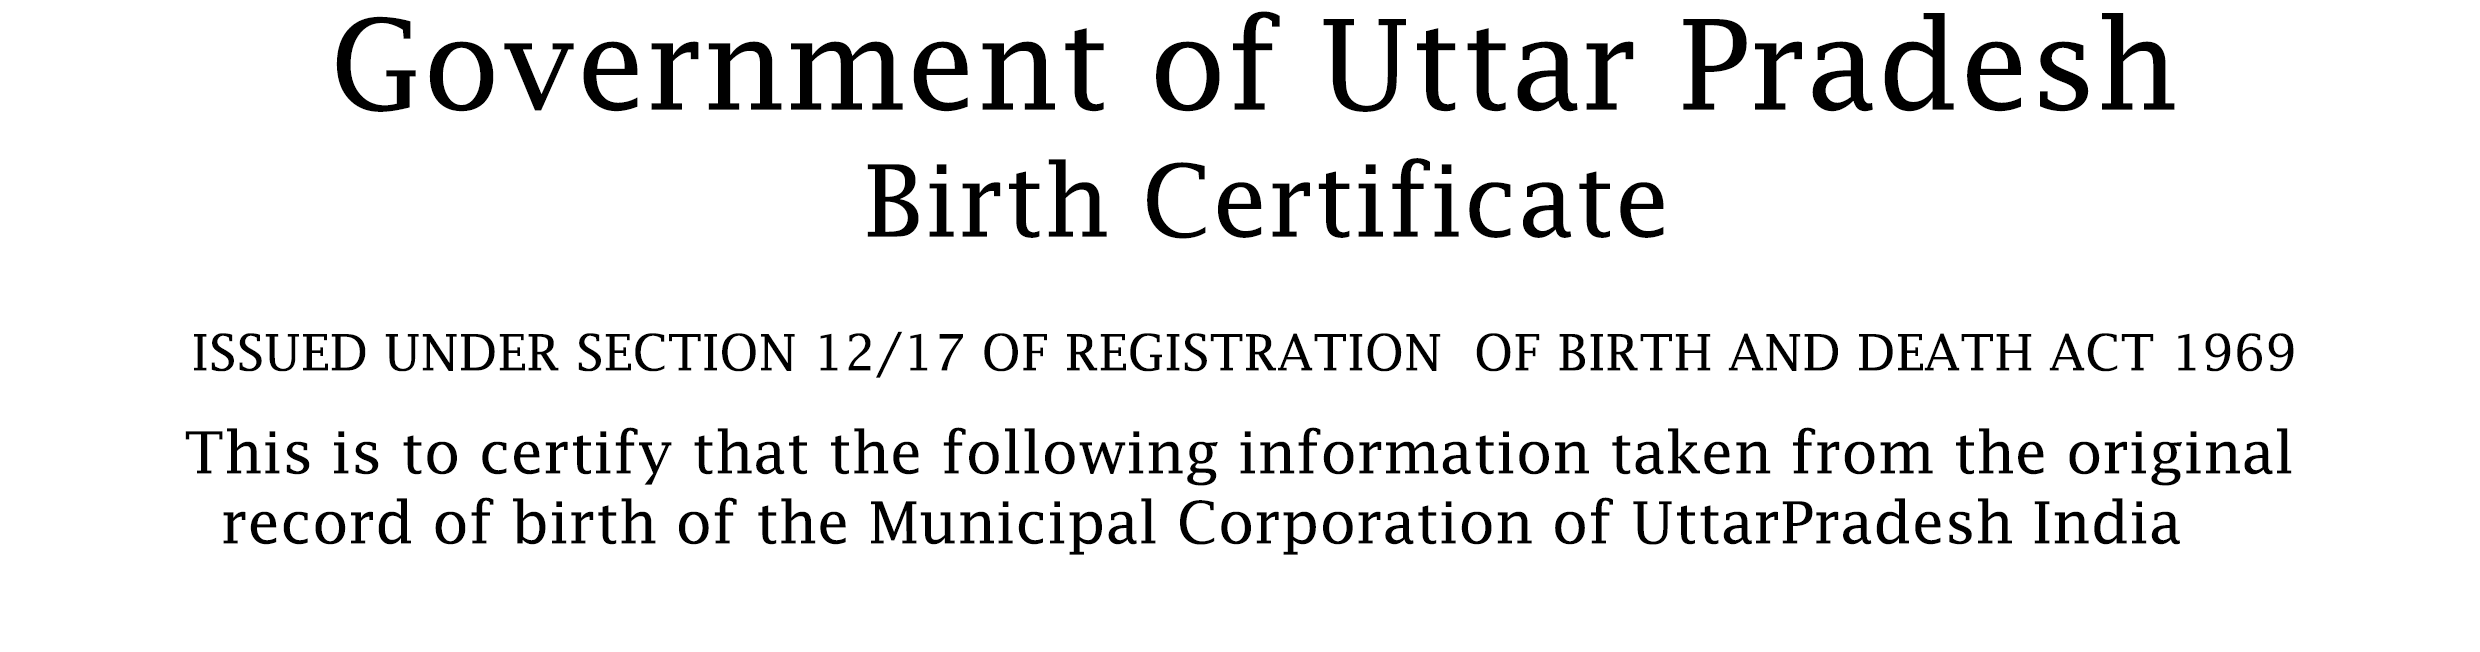 Government of Uttar Pradesh
Birth Certificate
ISSUED UNDER SECTION 12/17 OF REGISTRATION  OF BIRTH AND DEATH ACT 1969
This is to certify that the following information taken from the original
record of birth of the Municipal Corporation of UttarPradesh India